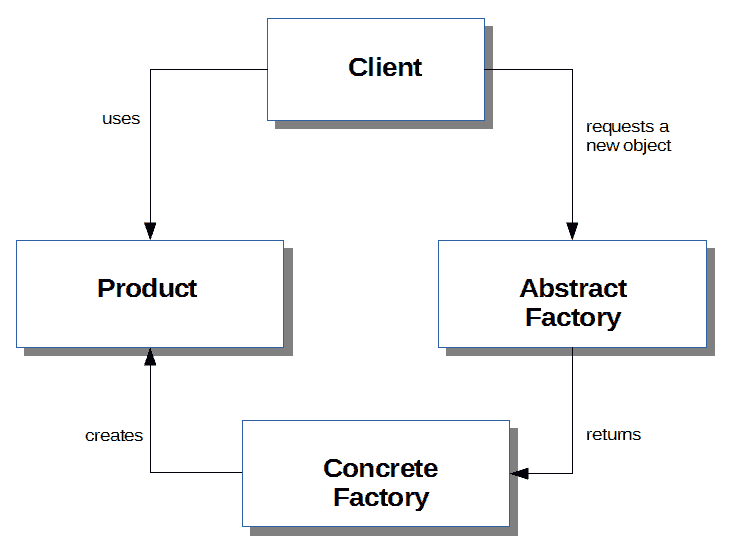 Client
uses
requests a
new object
Product
Abstract
Factory
creates
returns
Concrete
Factory